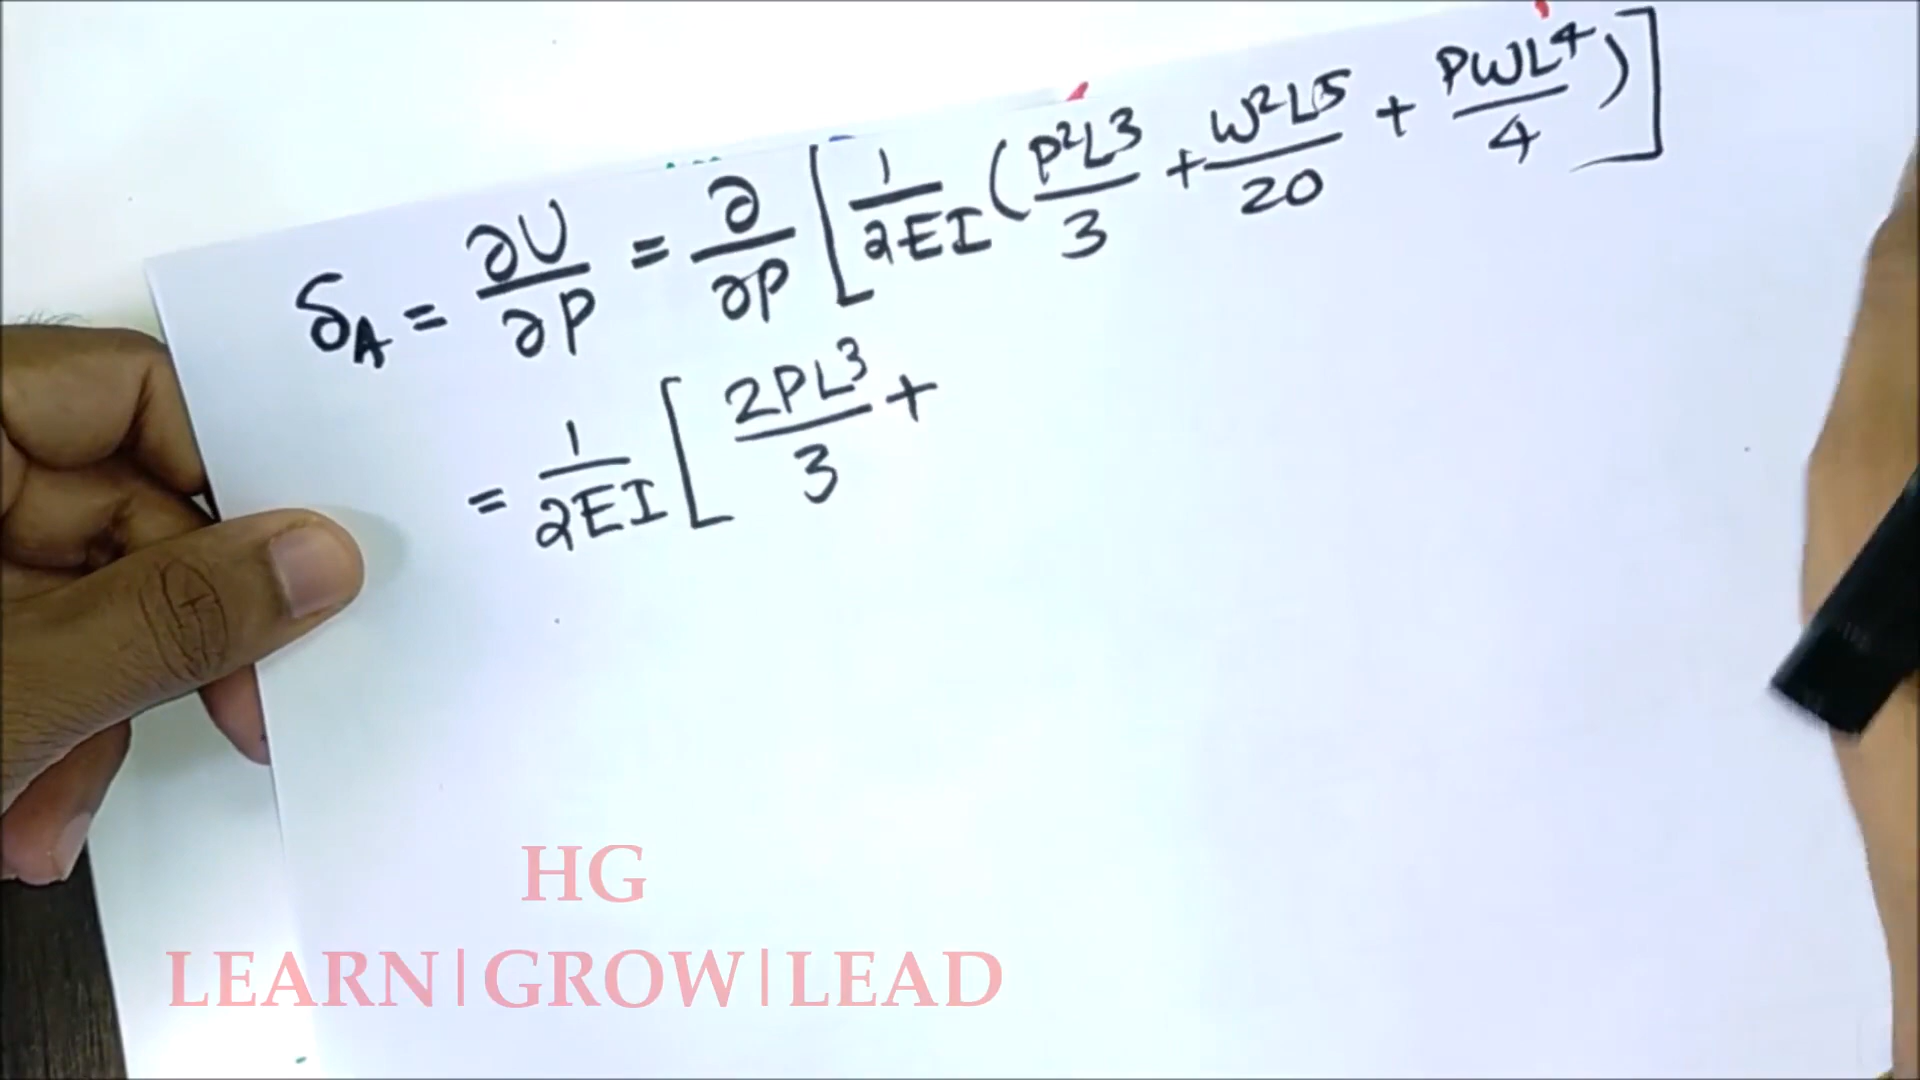 δA = ∂U/∂P = ∂/∂P [1/2EI (P²L3/3 + W²L5/20 + PWL⁴/4)]
= 1/2EI [2PL³/3 +
HG
LEARN|GROW|LEAD